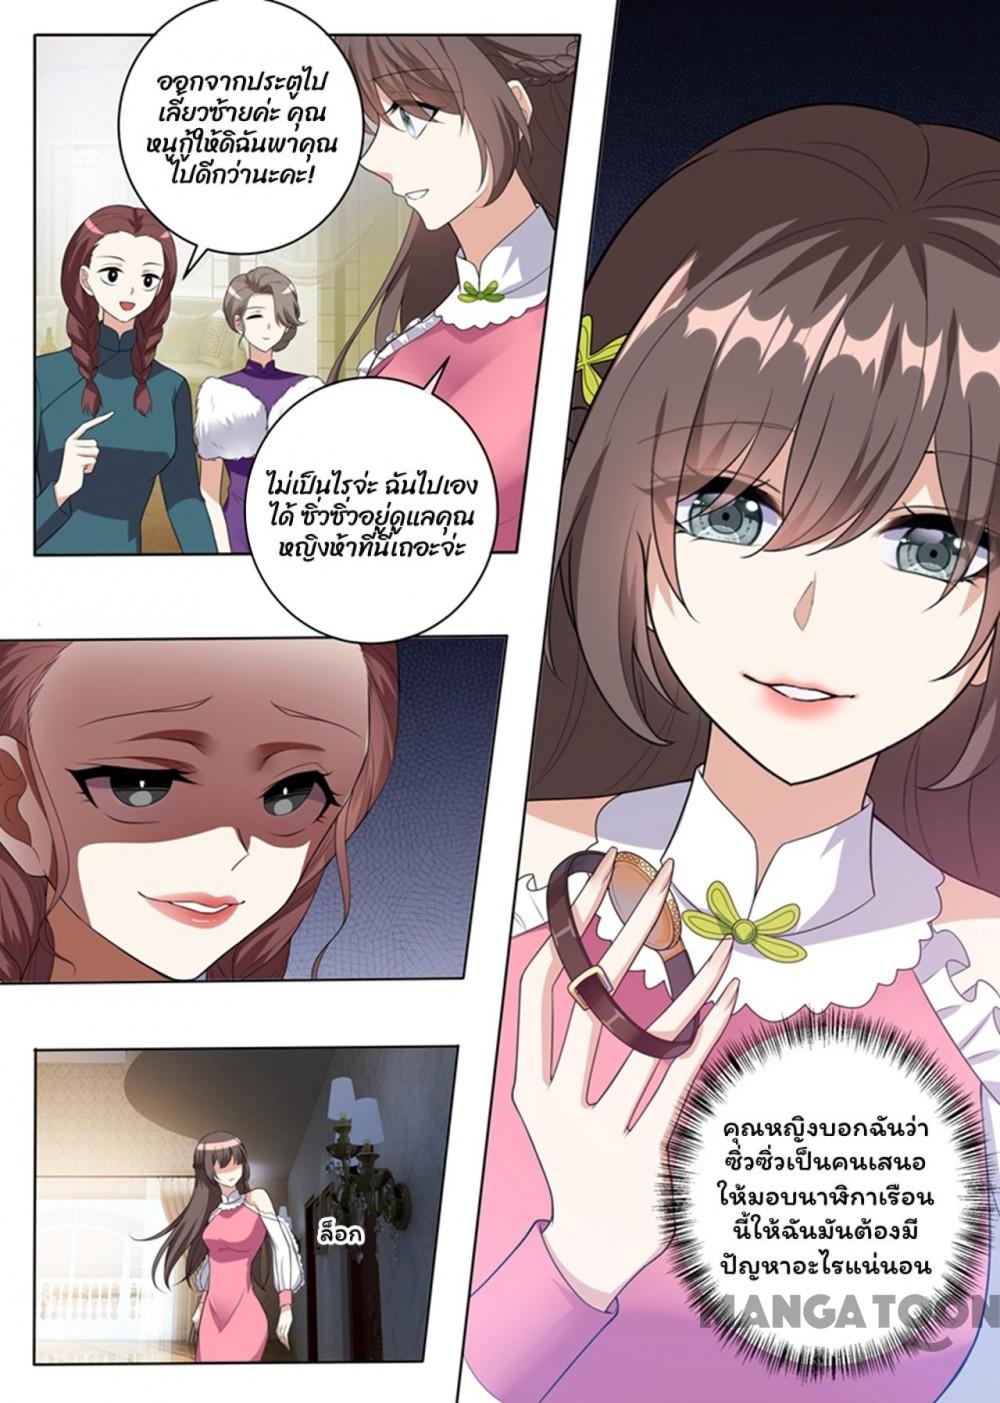 ออกจากประตูไป
เลี้ยวซ้ายค่ะ คุณ
หนูกู้ให้ดิฉันพาคุณ
ไปดีกว่านะคะ!
ไม่เป็นไรจ่ะ ฉันไปเอง
ได้ ซิ่วซิ่วอยู่ดูแลคุณ
หญิงห้าที่นี่เถอะจ่ะ
ล็อก
คุณหญิงบอกฉันว่า
ซิ่วซิ่วเป็นคนเสนอ
ให้มอบนาฬิกาเรือน
นี้ให้ฉันมันต้องมี
ปัญหาอะไรแน่นอน
MANGATOON